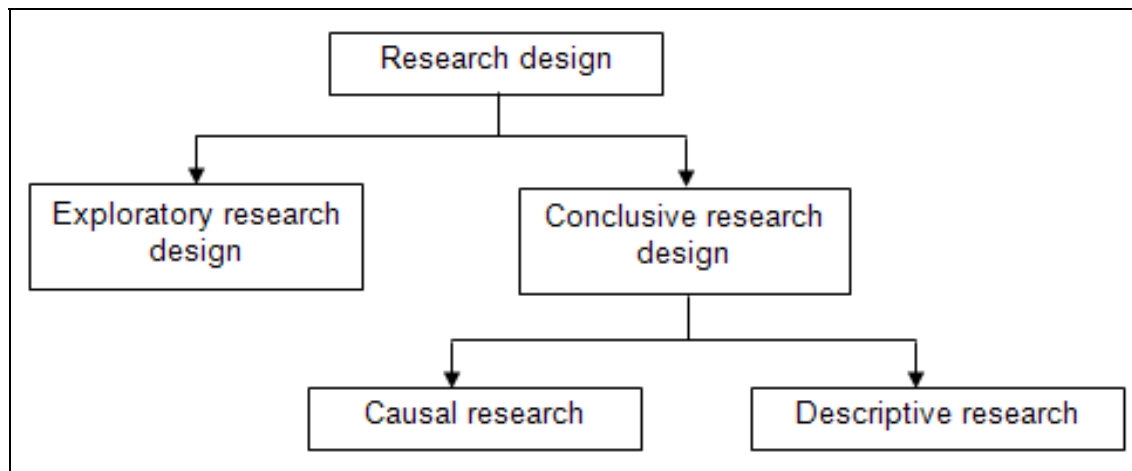 Research design
Exploratory research
design
Conclusive research
design
Causal research
Descriptive research